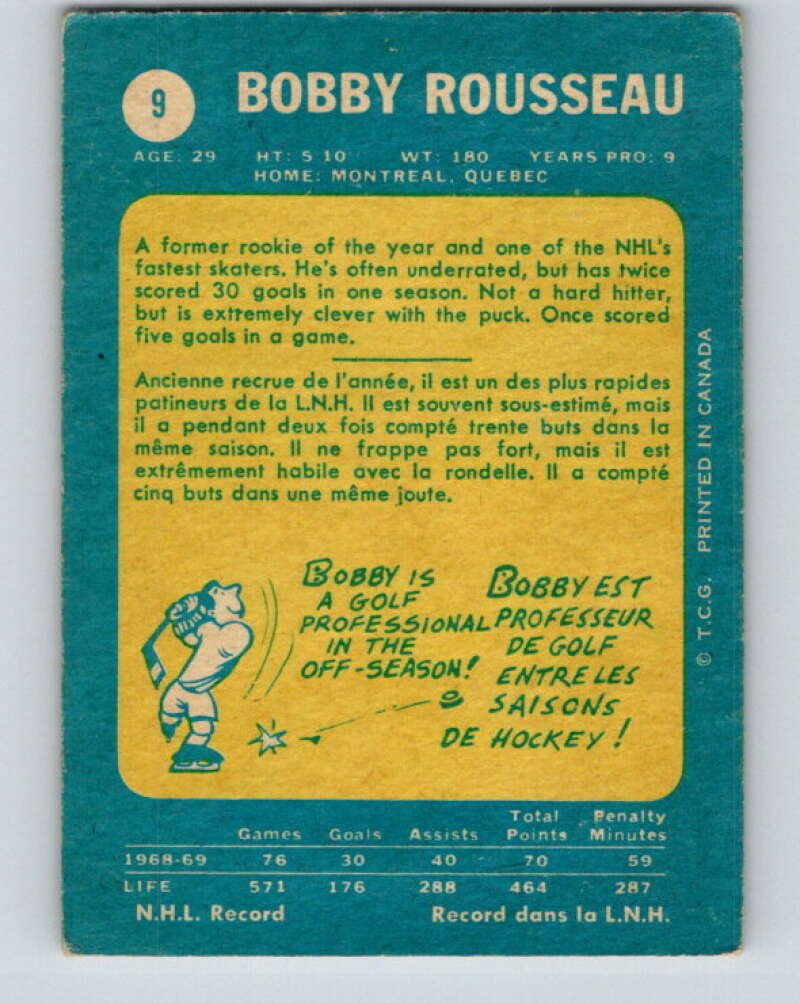 9
BOBBY ROUSSEAU
AGE: 29 HT: 5 10 WT: 180 YEARS PRO: 9
HOME: MONTREAL, QUEBEC
A former rookie of the year and one of the NHL's
fastest skaters. He's often underrated, but has twice
scored 30 goals in one season. Not a hard hitter,
but is extremely clever with the puck. Once scored
five goals in a game.
Ancienne recrue de l'année, il est un des plus rapides
patineurs de la L.N.H. Il est souvent sous-estimé, mais
il a pendant deux fois compté trente buts dans la
même saison. Il ne frappe pas fort, mais il est
extrêmement habile avec la rondelle. Il a compté
cinq buts dans une même joute.
BOBBY IS
A GOLF
PROFESSIONAL
IN THE
OFF-SEASON!
BOBBY EST
PROFESSEUR
DE GOLF
ENTRE LES
SAISONS
DE HOCKEY!
© T.C.G. PRINTED IN CANADA
Games Goals Assists Total Points Penalty Minutes
1968-69 76 30 40 70 59
LIFE 571 176 288 464 287
N.H.L. Record Record dans la L.N.H.